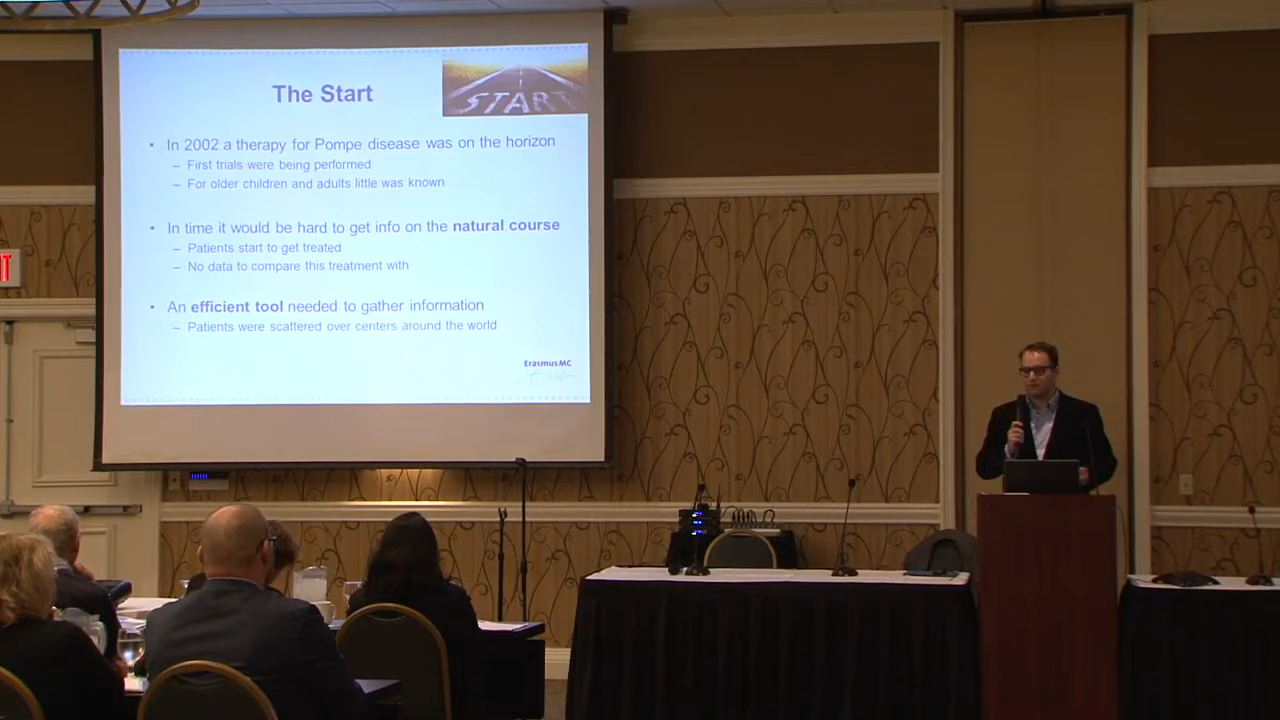 The Start
START
• In 2002 a therapy for Pompe disease was on the horizon
– First trials were being performed
– For older children and adults little was known
• In time it would be hard to get info on the natural course
– Patients start to get treated
– No data to compare this treatment with
• An efficient tool needed to gather information
– Patients were scattered over centers around the world
Erasmus MC